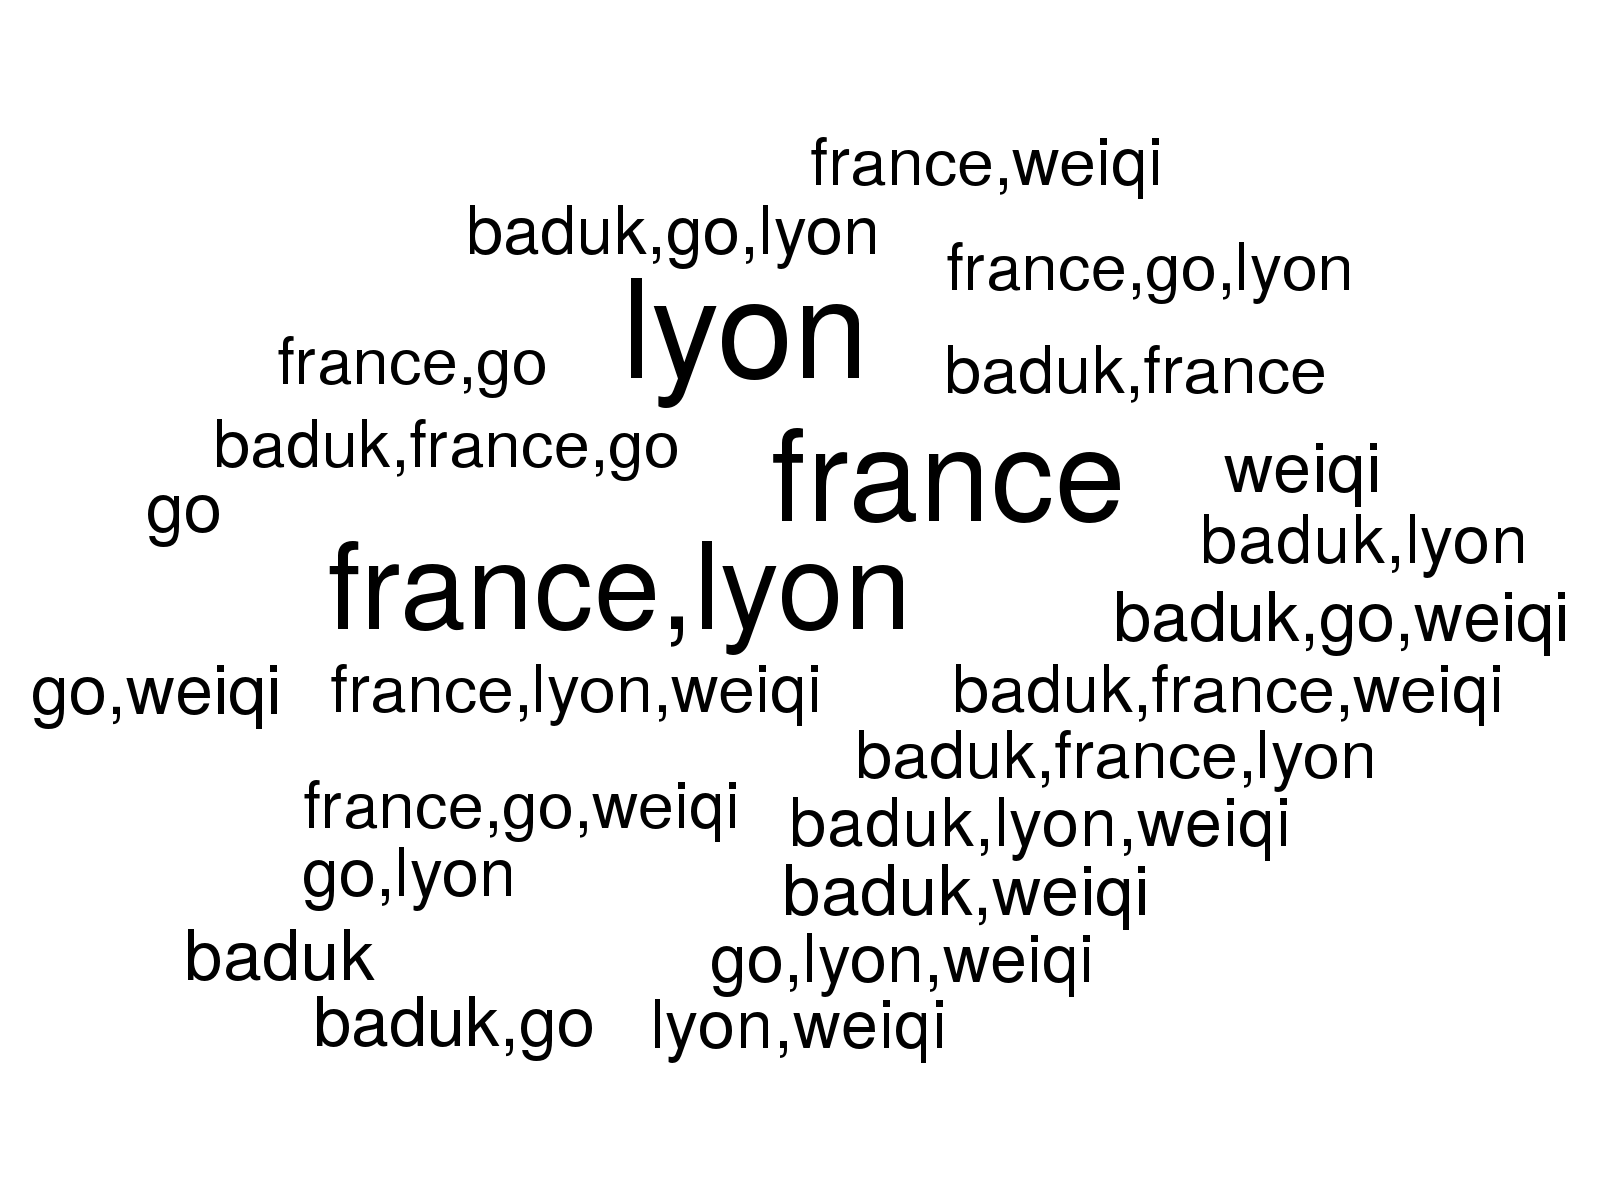 france,weiqi
baduk,go,lyon
france,go,lyon
lyon
france,go
baduk,france
baduk,france,go
france
weiqi
go
baduk,lyon
france,lyon
baduk,go,weiqi
go,weiqi
france,lyon,weiqi
baduk,france,weiqi
baduk,france,lyon
france,go,weiqi
baduk,lyon,weiqi
go,lyon
baduk,weiqi
baduk
go,lyon,weiqi
baduk,go
lyon,weiqi